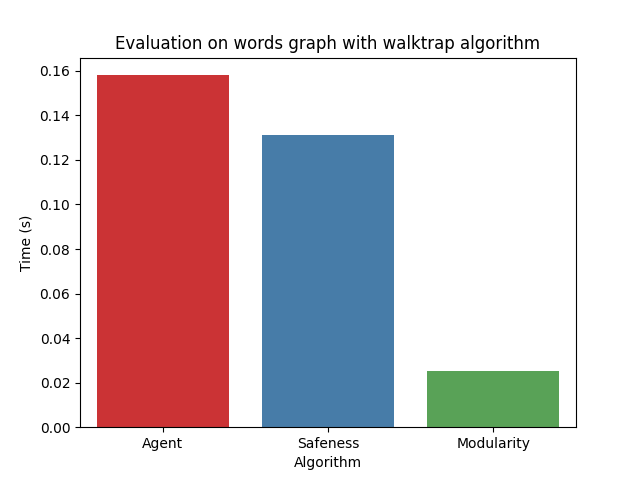 Evaluation on words graph with walktrap algorithm
0.16
0.14
0.12
0.10
0.08
0.06
0.04
0.02
0.00
Time (s)
Agent
Safeness
Modularity
Algorithm